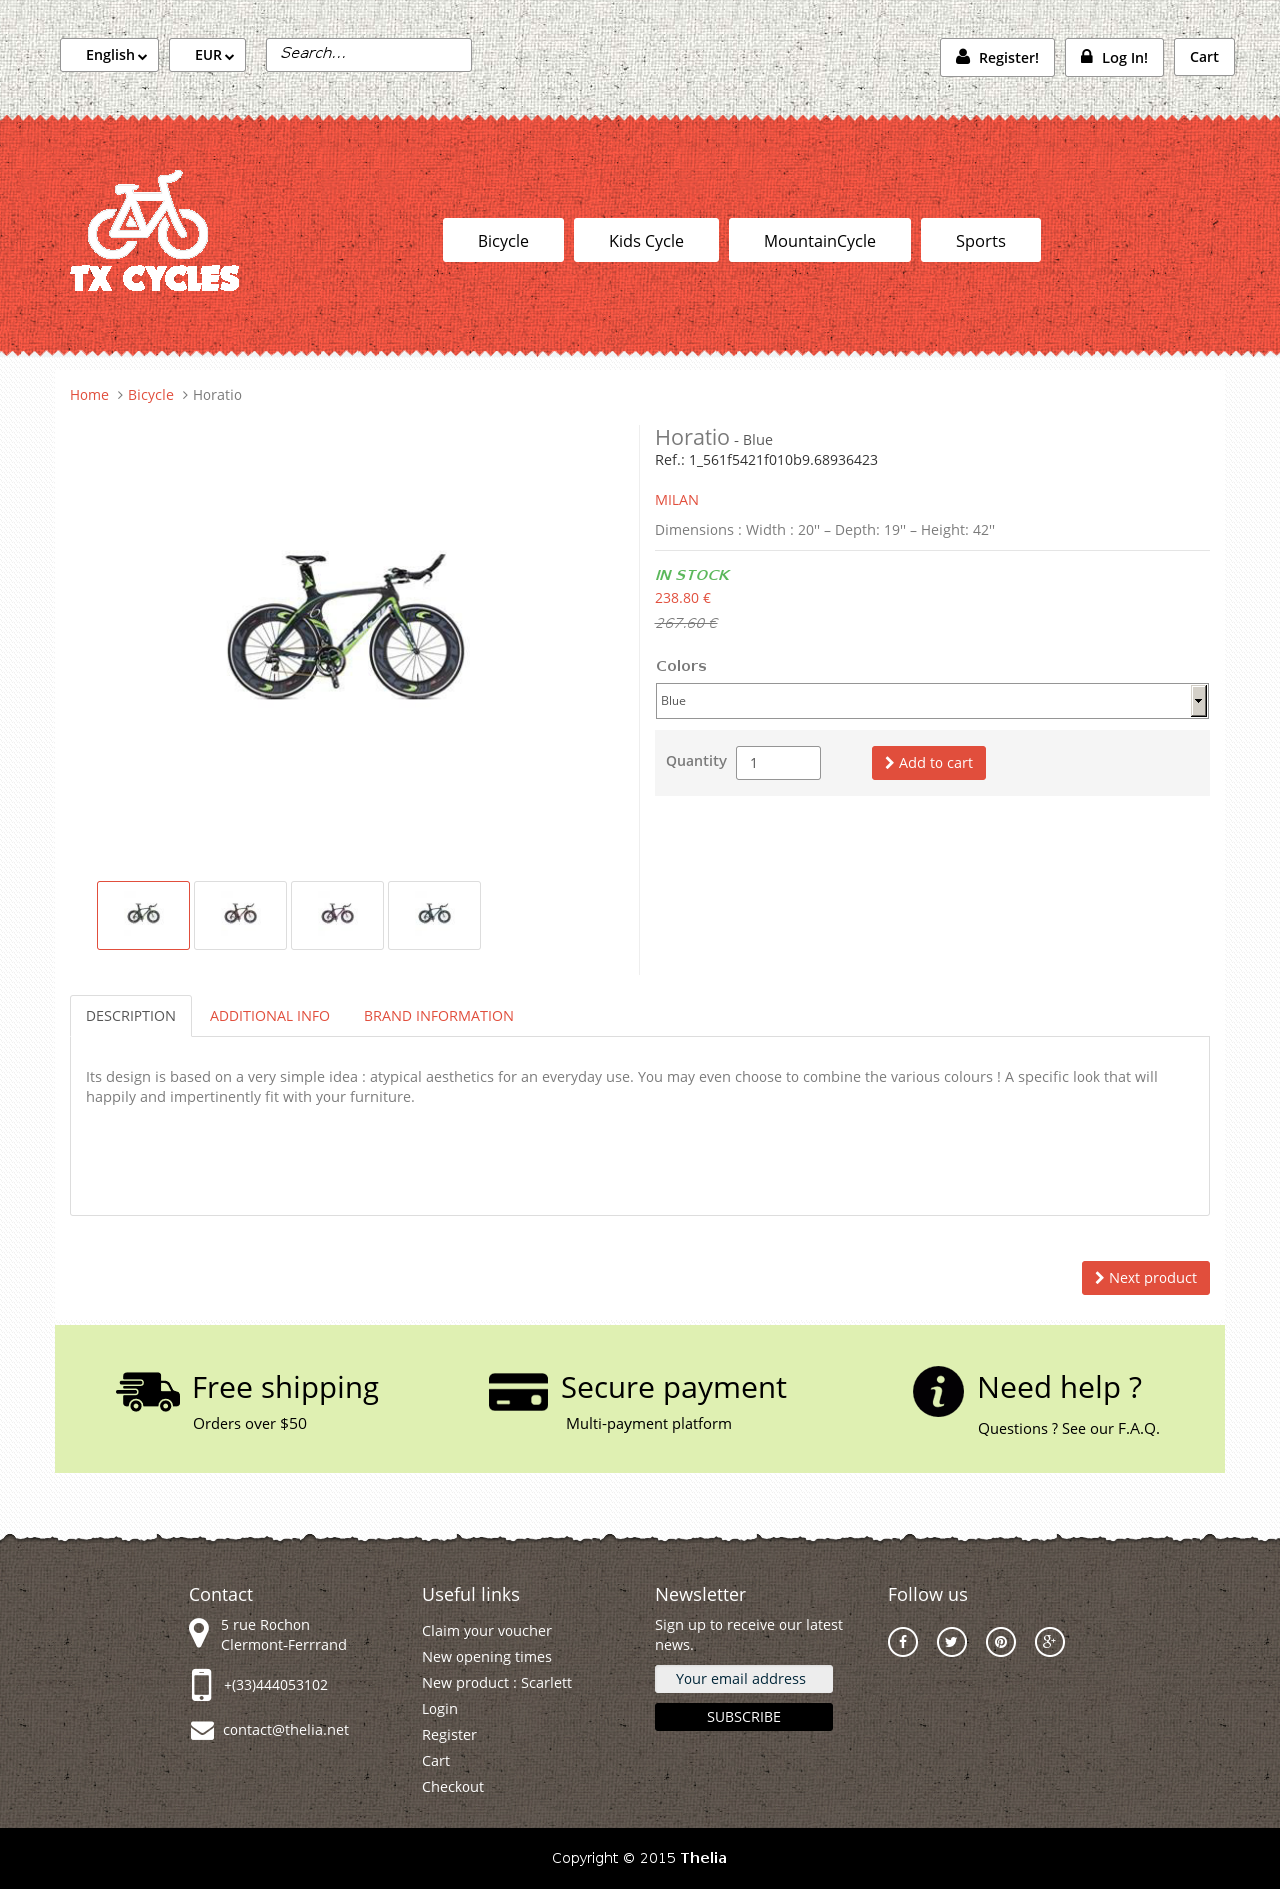 English
EUR
Search...
Register!
Log In!
Cart
TX CYCLES
Bicycle
Kids Cycle
MountainCycle
Sports
Home > Bicycle > Horatio
Horatio - Blue
Ref.: 1_561f5421f010b9.68936423
MILAN
Dimensions : Width : 20" – Depth: 19" – Height: 42"
IN STOCK
238.80 €
267.60 €
Colors
Blue
Quantity
1
Add to cart
FUJI
DESCRIPTION
ADDITIONAL INFO
BRAND INFORMATION
Its design is based on a very simple idea : atypical aesthetics for an everyday use. You may even choose to combine the various colours ! A specific look that will
happily and impertinently fit with your furniture.
Next product
Free shipping
Orders over $50
Secure payment
Multi-payment platform
Need help ?
Questions ? See our F.A.Q.
Contact
5 rue Rochon
Clermont-Ferrrand
+(33)444053102
contact@thelia.net
Useful links
Claim your voucher
New opening times
New product : Scarlett
Login
Register
Cart
Checkout
Newsletter
Sign up to receive our latest
news.
Your email address
SUBSCRIBE
Follow us
Copyright © 2015 Thelia